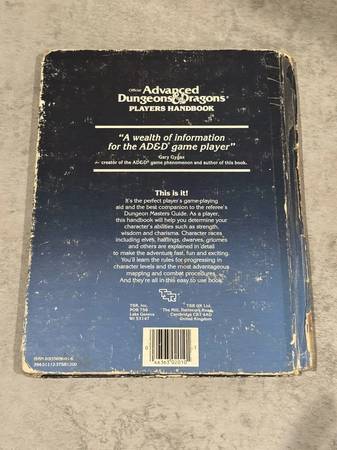 Official Advanced
Dungeons & Dragons®
PLAYERS HANDBOOK
"A wealth of information
for the AD&D® game player"
Gary Gygax
creator of the AD&D® game phenomenon and author of this book.
This is it!
It's the perfect player's game-playing
aid and the best companion to the referee's
Dungeon Masters Guide. As a player,
this handbook will help you determine your
character's abilities such as strength,
wisdom and charisma. Character races
including elves, halflings, dwarves, gnomes
and others are explained in detail
to make the adventure fast, fun and exciting.
You'll learn the rules for progressing in
character levels and the most advantageous
mapping and combat procedures.
And they're all in this easy to use book.
TSR
TSR, Inc.
POB 756
Lake Geneva
WI 53147
TSR UK Ltd.
The Mill, Rathmore Road
Cambridge CB1 4AD
United Kingdom
ISBN